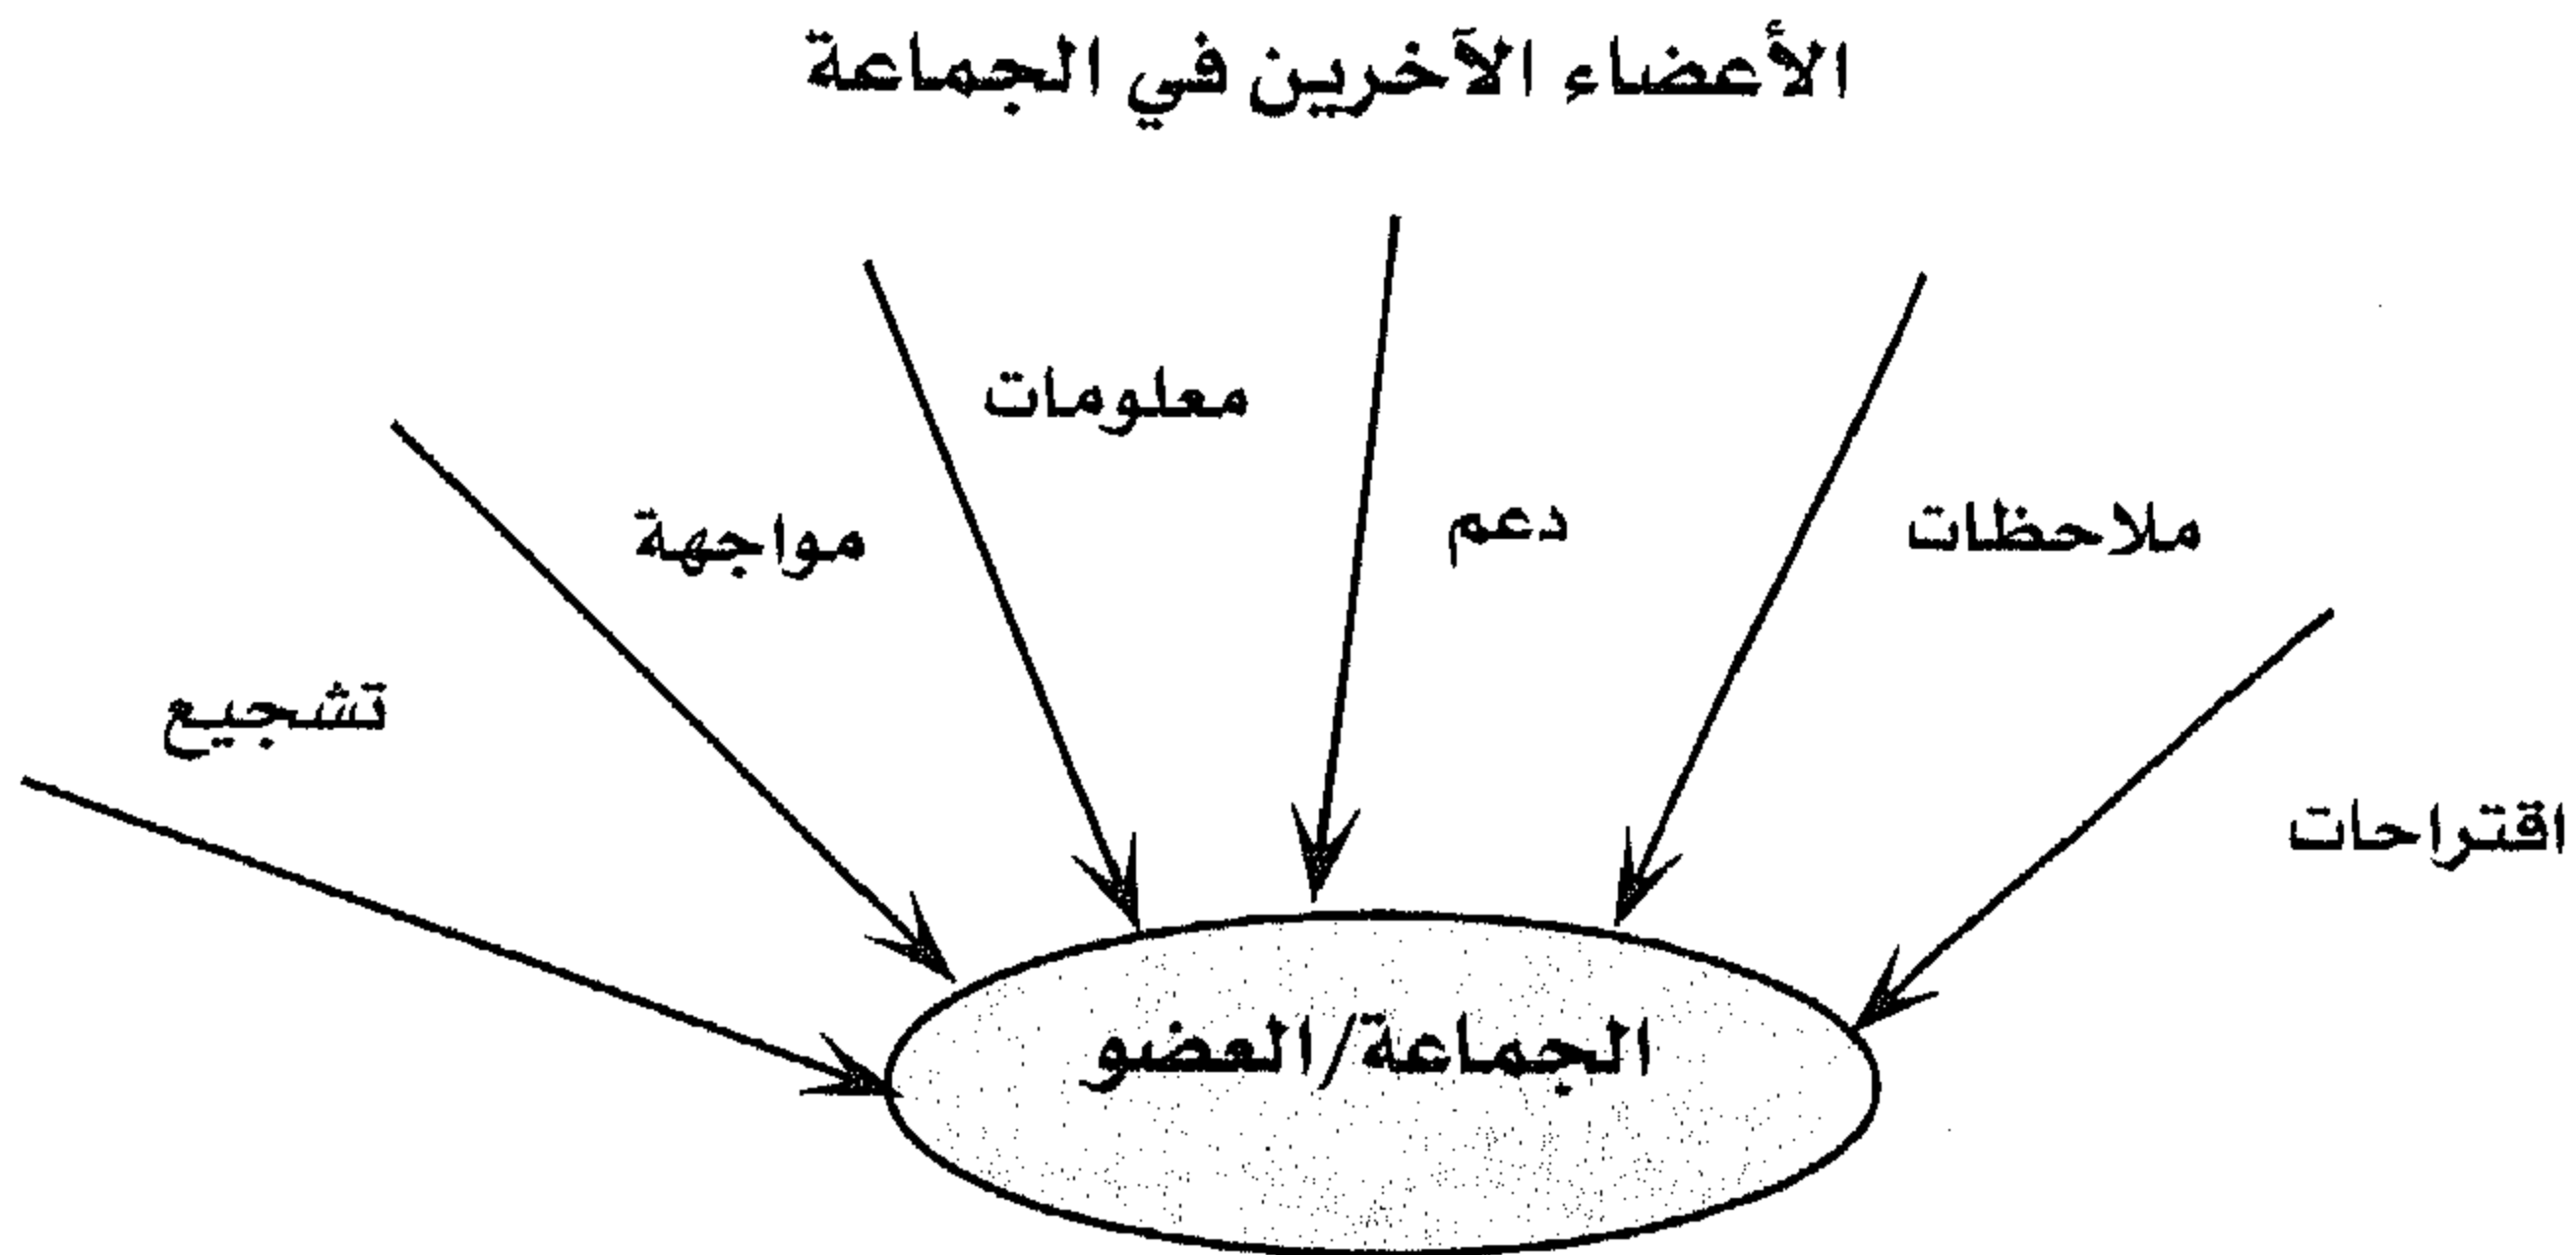 الأعضاء الآخرين في الجماعة
معلومات
ملاحظات
دعم
مواجهة
تشجيع
اقتراحات
الجماعة/العضو